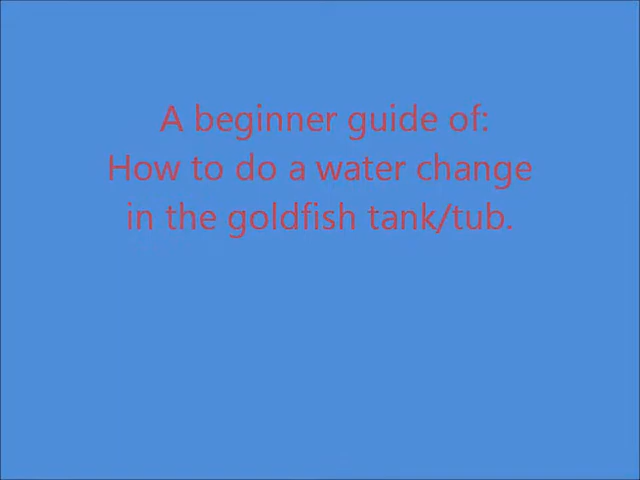 A beginner guide of:
How to do a water change
in the goldfish tank/tub.